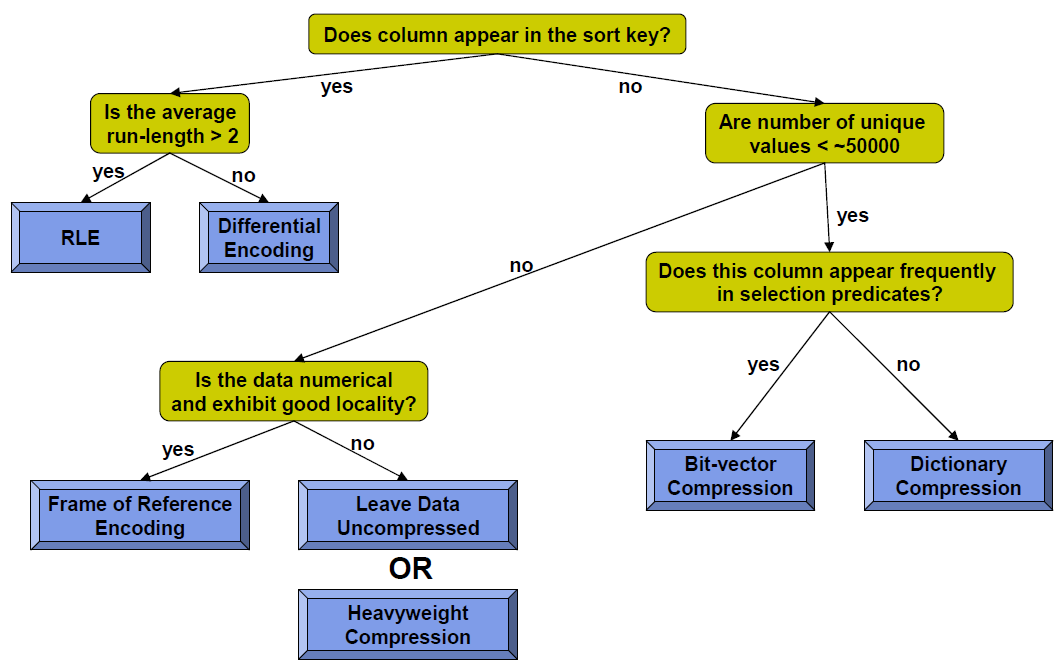 Does column appear in the sort key?
yes
no
Is the average
run-length > 2
Are number of unique
values < ~50000
yes
no
RLE
Differential
Encoding
yes
no
Does this column appear frequently
in selection predicates?
Is the data numerical
and exhibit good locality?
yes
no
yes
no
Bit-vector
Compression
Dictionary
Compression
Frame of Reference
Encoding
Leave Data
Uncompressed
OR
Heavyweight
Compression